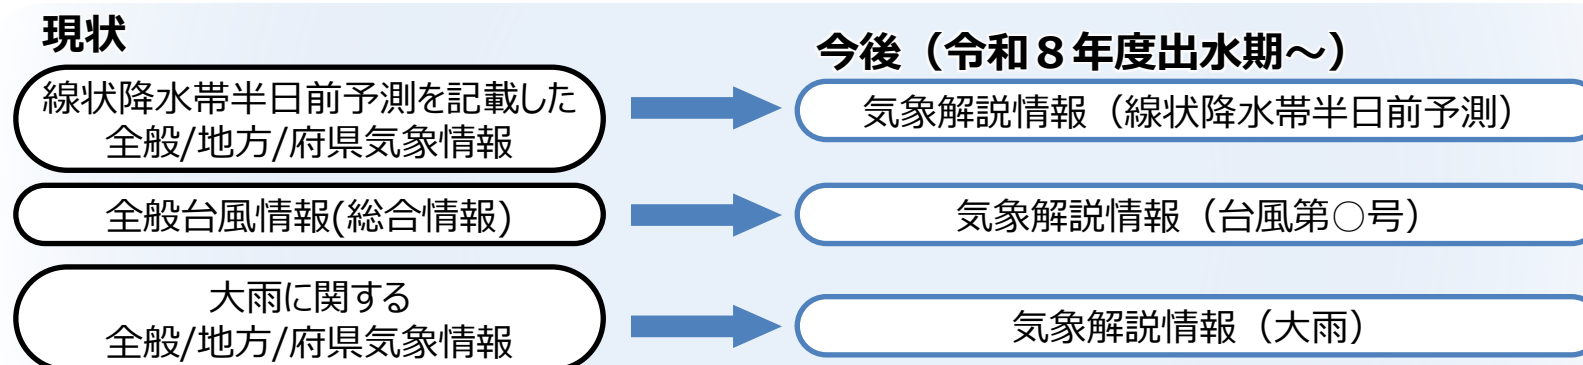 現状
今後（令和８年度出水期～）
線状降水帯半日前予測を記載した
全般/地方/府県気象情報
気象解説情報（線状降水帯半日前予測）
全般台風情報(総合情報)
気象解説情報（台風第○号）
大雨に関する
全般/地方/府県気象情報
気象解説情報（大雨）